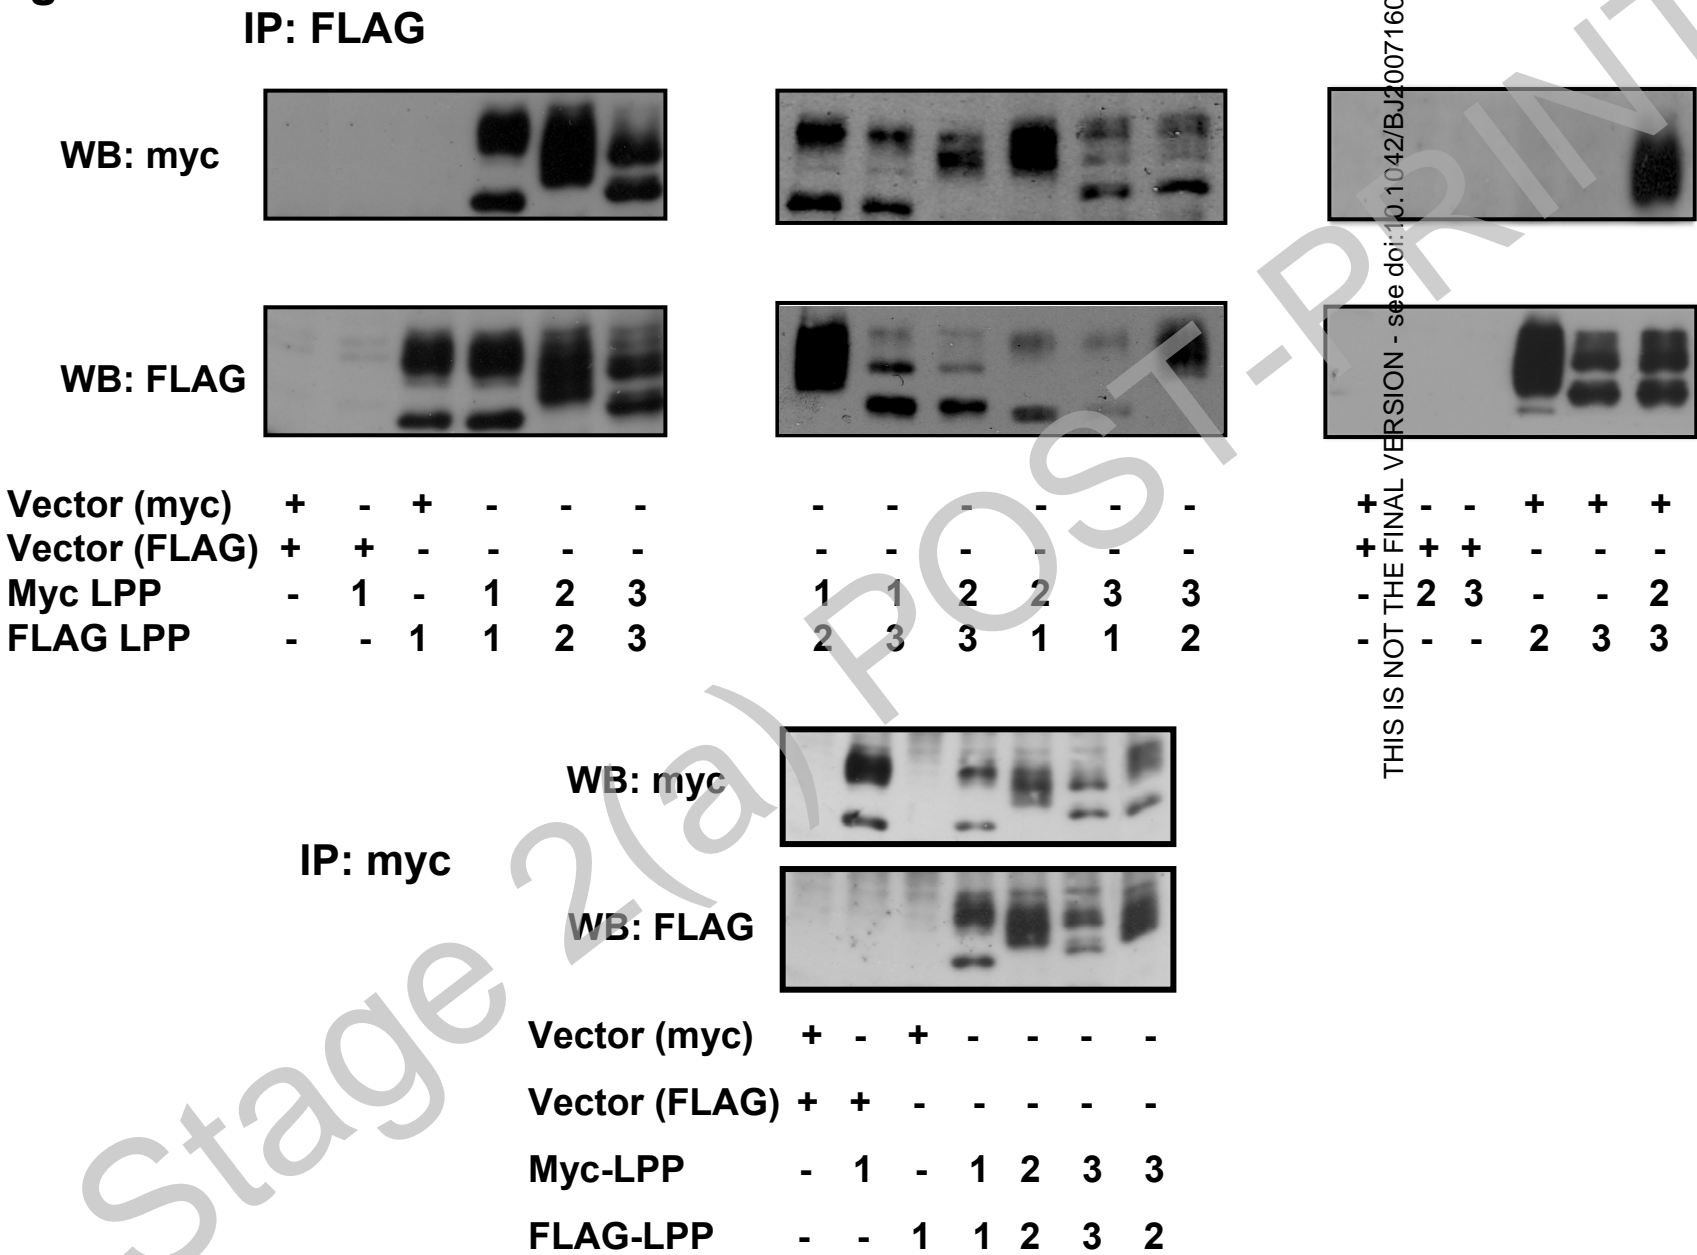 IP: FLAG
WB: myc
WB: FLAG
Vector (myc) + - + - - - - - - - - - + - - + + +
Vector (FLAG) + + - - - - - - - - - - + + + - - -
Myc LPP - 1 - 1 2 3 1 1 2 2 3 3 - 2 3 - - 2
FLAG LPP - - 1 1 2 3 2 3 3 1 1 2 - - - 2 3 3
WB: myc
IP: myc
WB: FLAG
Vector (myc) + - + - - - -
Vector (FLAG) + + - - - - -
Myc-LPP - 1 - 1 2 3 3
FLAG-LPP - - 1 1 2 3 2
THIS IS NOT THE FINAL VERSION - see doi:10.1042/BJ2007160
Stage 2(a) POST-PRINT